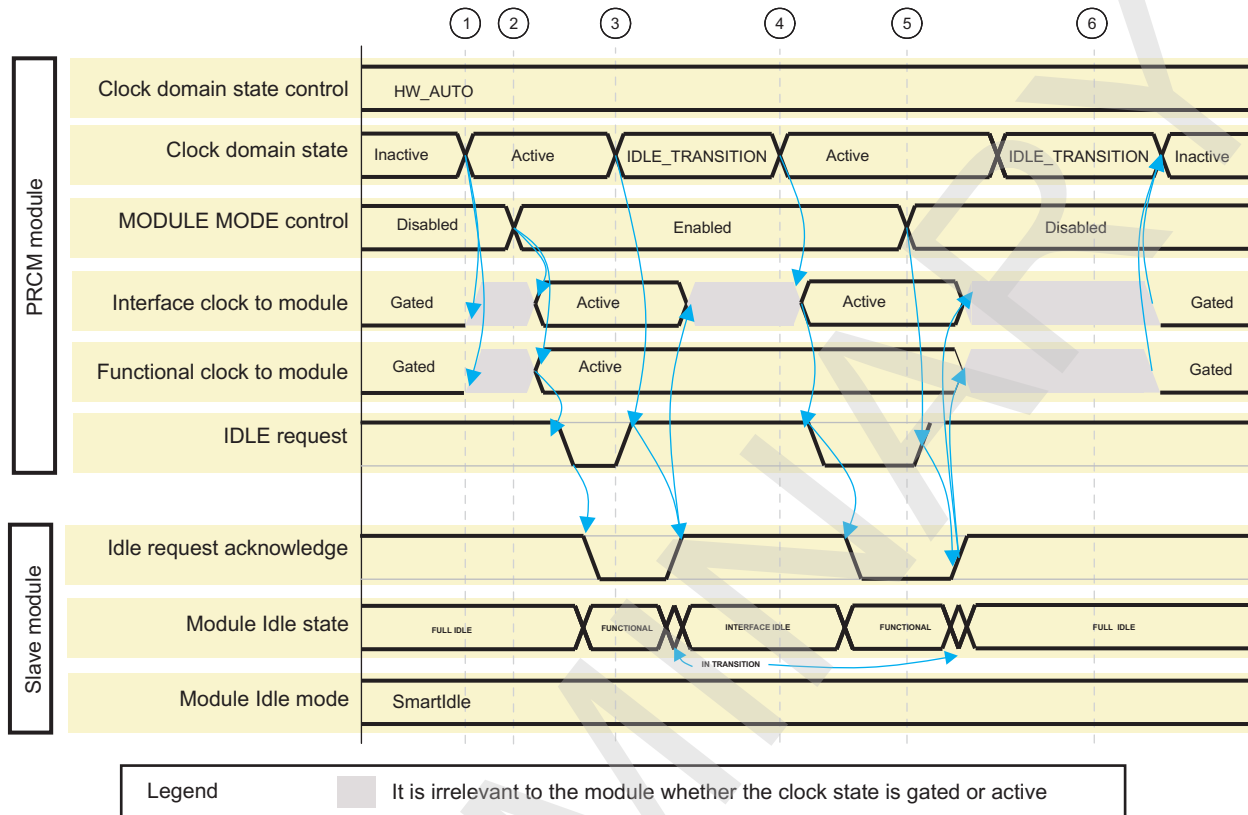 1 2 3 4 5 6
PRCM module
Clock domain state control
HW_AUTO
Clock domain state
Inactive Active IDLE_TRANSITION Active IDLE_TRANSITION Inactive
MODULE MODE control
Disabled Enabled Disabled
Interface clock to module
Gated Active Active Gated
Functional clock to module
Gated Active Gated
IDLE request
Slave module
Idle request acknowledge
Module Idle state
FULL IDLE FUNCTIONAL INTERFACE IDLE FUNCTIONAL FULL IDLE
IN TRANSITION
Module Idle mode
SmartIdle
Legend
It is irrelevant to the module whether the clock state is gated or active
MINARY